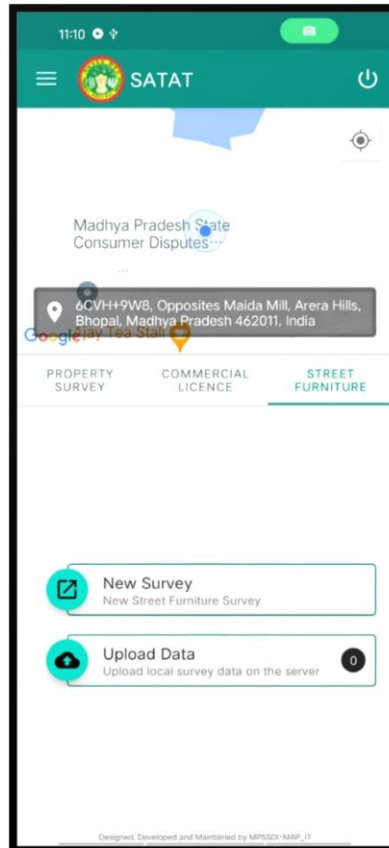 11:10
SATAT
Madhya Pradesh State
Consumer Disputes...
...
6CVH+9W8, Opposites Maida Mill, Arera Hills,
Bhopal, Madhya Pradesh 462011, India
Google
Tea Stall
PROPERTY
SURVEY
COMMERCIAL
LICENCE
STREET
FURNITURE
New Survey
New Street Furniture Survey
Upload Data
Upload local survey data on the server
0
Designed, Developed and Maintained by MPSSDI-MAP_IT